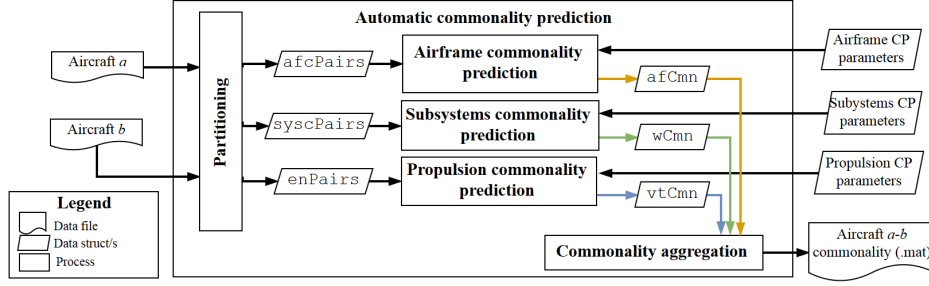 Automatic commonality prediction
Aircraft a
Aircraft b
Partitioning
afcPairs
syscPairs
enPairs
Airframe commonality
prediction
Subsystems commonality
prediction
Propulsion commonality
prediction
afCmn
wCmn
vtCmn
Airframe CP
parameters
Subystems CP
parameters
Propulsion CP
parameters
Commonality aggregation
Aircraft a-b
commonality (.mat)
Legend
Data file
Data struct/s
Process